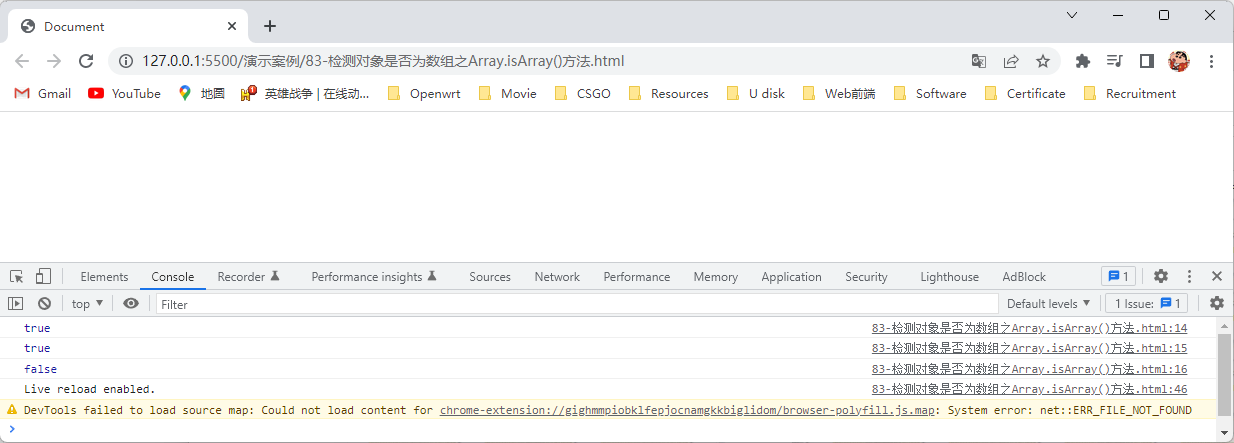 Document
127.0.0.1:5500/演示案例/83-检测对象是否为数组之Array.isArray()方法.html
Gmail YouTube 地图 英雄战争 | 在线动... Openwrt Movie CSGO Resources U disk Web前端 Software Certificate Recruitment
Elements Console Recorder Performance insights Sources Network Performance Memory Application Security Lighthouse AdBlock 1
top Filter Default levels 1 Issue: 1
true 83-检测对象是否为数组之Array.isArray()方法.html:14
true 83-检测对象是否为数组之Array.isArray()方法.html:15
false 83-检测对象是否为数组之Array.isArray()方法.html:16
Live reload enabled. 83-检测对象是否为数组之Array.isArray()方法.html:46
DevTools failed to load source map: Could not load content for chrome-extension://gighmmpiobklfepjocnamgkkbiglidom/browser-polyfill.js.map: System error: net::ERR_FILE_NOT_FOUND